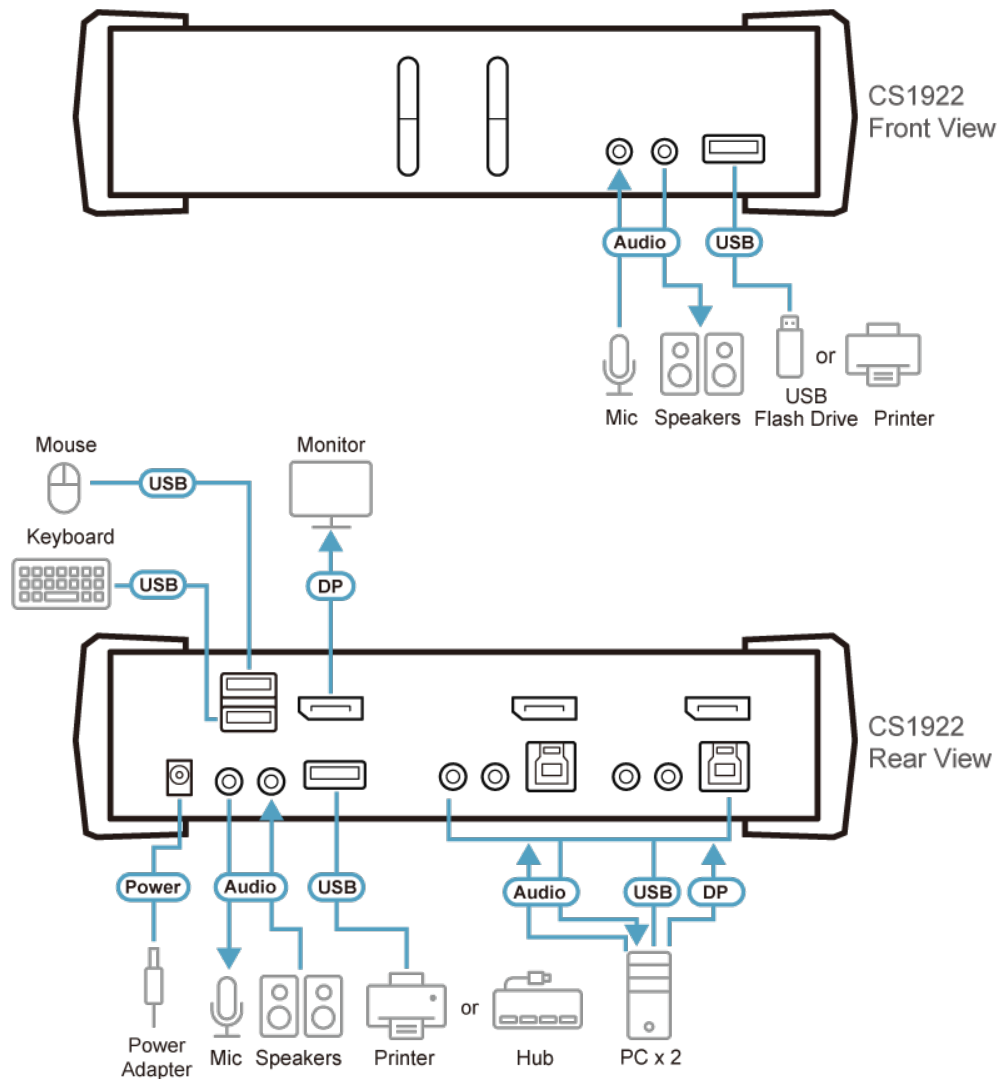 CS1922
Front View
Audio
USB
or
Mic
Speakers
USB
Flash Drive
Printer
Mouse
USB
Monitor
Keyboard
USB
DP
CS1922
Rear View
Power
Audio
USB
Audio
USB
DP
or
Power
Adapter
Mic
Speakers
Printer
Hub
PC x 2